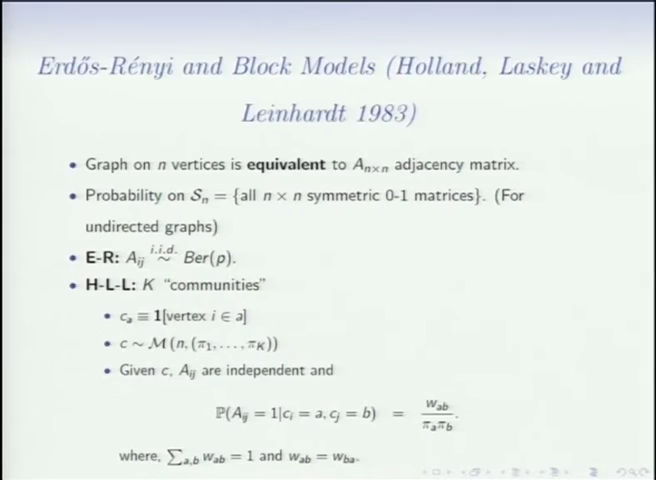 Erdős-Rényi and Block Models (Holland, Laskey and
Leinhardt 1983)
• Graph on n vertices is equivalent to A_{n×n} adjacency matrix.
• Probability on 𝒮_n = {all n × n symmetric 0-1 matrices}. (For
undirected graphs)
• E-R: A_{ij} \overset{i.i.d.}{∼} Ber(p).
• H-L-L: K “communities”
• c_a ≡ 1[vertex i ∈ a]
• c ∼ ℳ(n, (π_1, . . . , π_K))
• Given c, A_{ij} are independent and
ℙ(A_{ij} = 1|c_i = a, c_j = b) = \frac{w_{ab}}{π_a π_b}.
where, ∑_{a,b} w_{ab} = 1 and w_{ab} = w_{ba}.